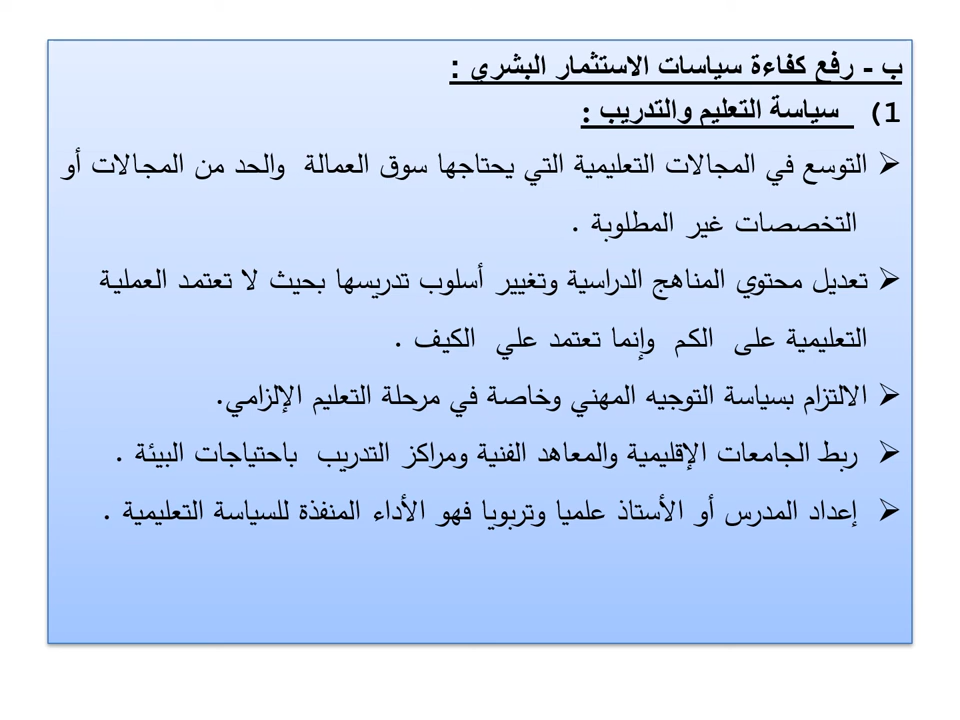 ب - رفع كفاءة سياسات الاستثمار البشري :
1) سياسة التعليم والتدريب :
➢ التوسع في المجالات التعليمية التي يحتاجها سوق العمالة والحد من المجالات أو
التخصصات غير المطلوبة .
➢ تعديل محتوي المناهج الدراسية وتغيير أسلوب تدريسها بحيث لا تعتمد العملية
التعليمية على الكم وإنما تعتمد علي الكيف .
➢ الالتزام بسياسة التوجيه المهني وخاصة في مرحلة التعليم الإلزامي.
➢ ربط الجامعات الإقليمية والمعاهد الفنية ومراكز التدريب باحتياجات البيئة .
➢ إعداد المدرس أو الأستاذ علميا وتربويا فهو الأداء المنفذة للسياسة التعليمية .